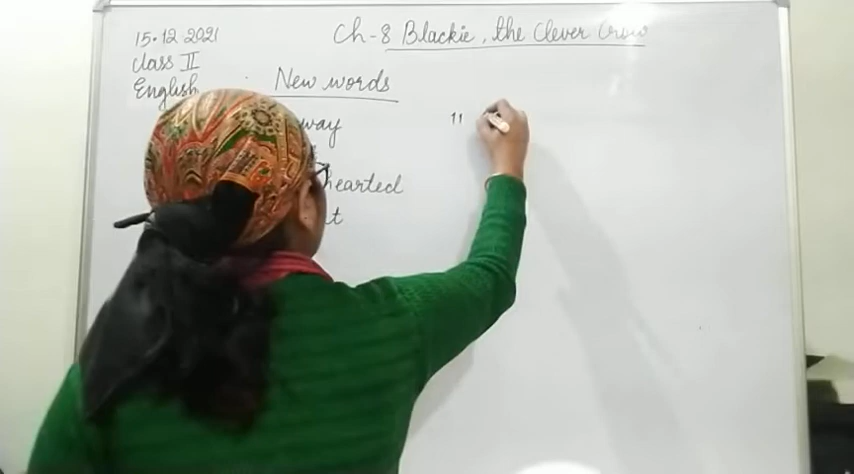 15.12.2021
Class II
English
Ch-8 Blackie, the Clever Crow
New words
way
hearted
t
11